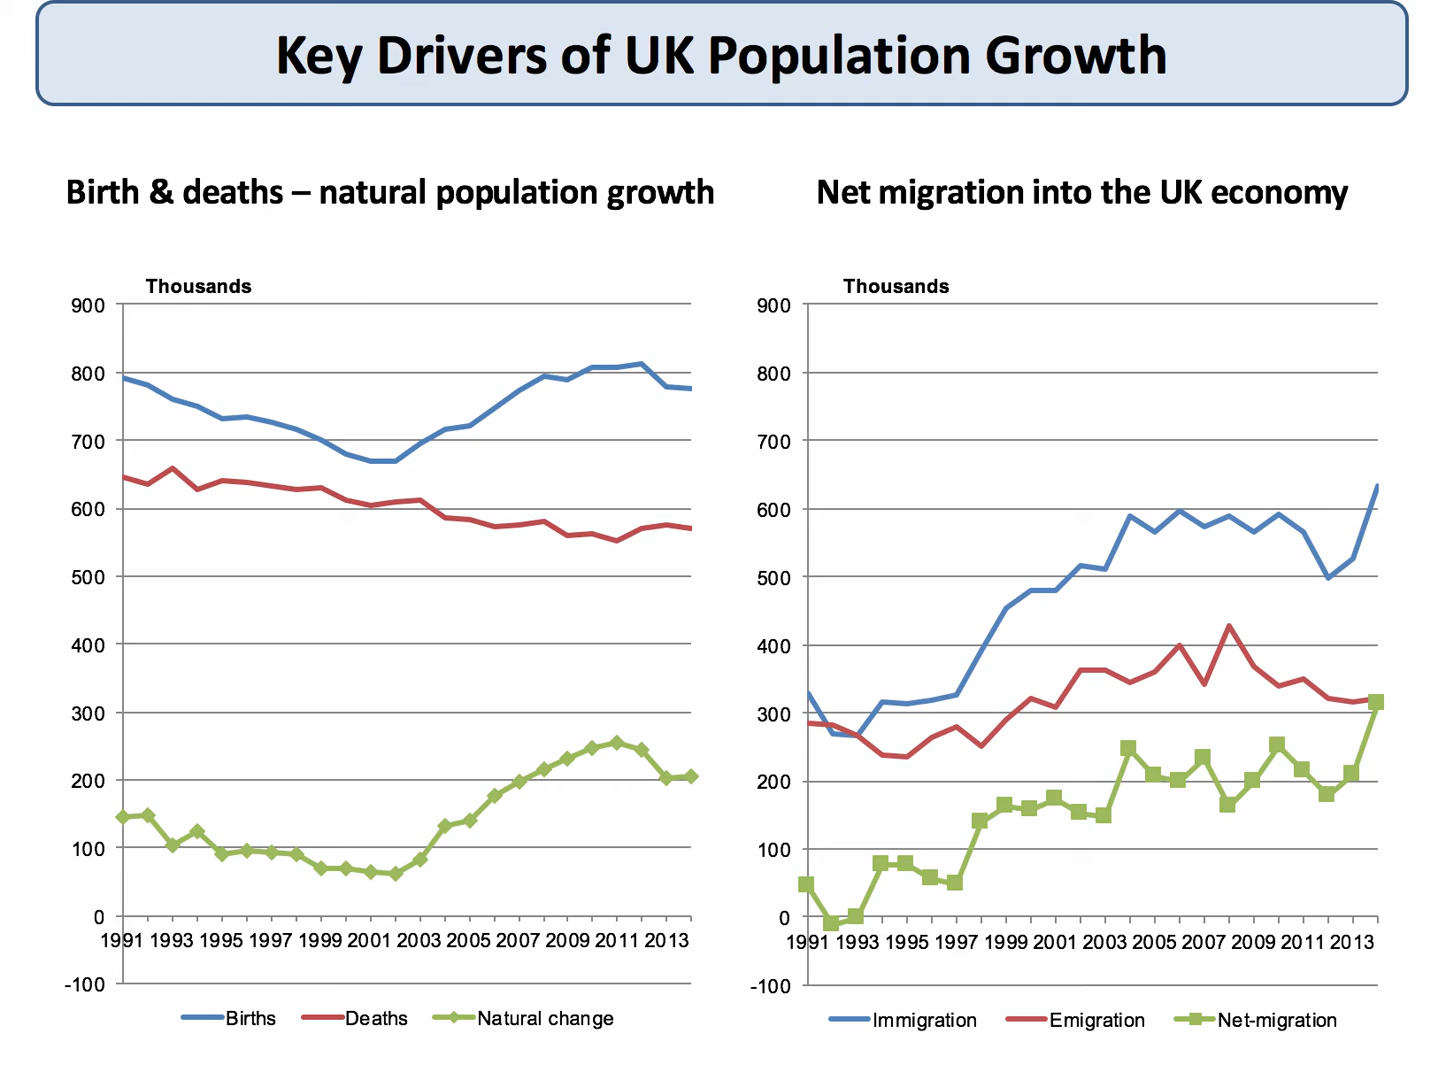 Key Drivers of UK Population Growth
Birth & deaths – natural population growth
Thousands
900
800
700
600
500
400
300
200
100
0
-100
1991 1993 1995 1997 1999 2001 2003 2005 2007 2009 2011 2013
Births Deaths Natural change
Net migration into the UK economy
Thousands
900
800
700
600
500
400
300
200
100
0
-100
1991 1993 1995 1997 1999 2001 2003 2005 2007 2009 2011 2013
Immigration Emigration Net-migration